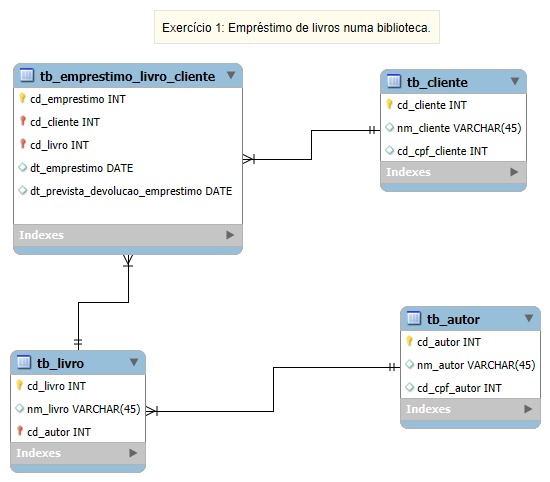 Exercício 1: Empréstimo de livros numa biblioteca.
tb_emprestimo_livro_cliente
cd_emprestimo INT
cd_cliente INT
cd_livro INT
dt_emprestimo DATE
dt_prevista_devolucao_emprestimo DATE
Indexes
tb_cliente
cd_cliente INT
nm_cliente VARCHAR(45)
cd_cpf_cliente INT
Indexes
tb_livro
cd_livro INT
nm_livro VARCHAR(45)
cd_autor INT
Indexes
tb_autor
cd_autor INT
nm_autor VARCHAR(45)
cd_cpf_autor INT
Indexes